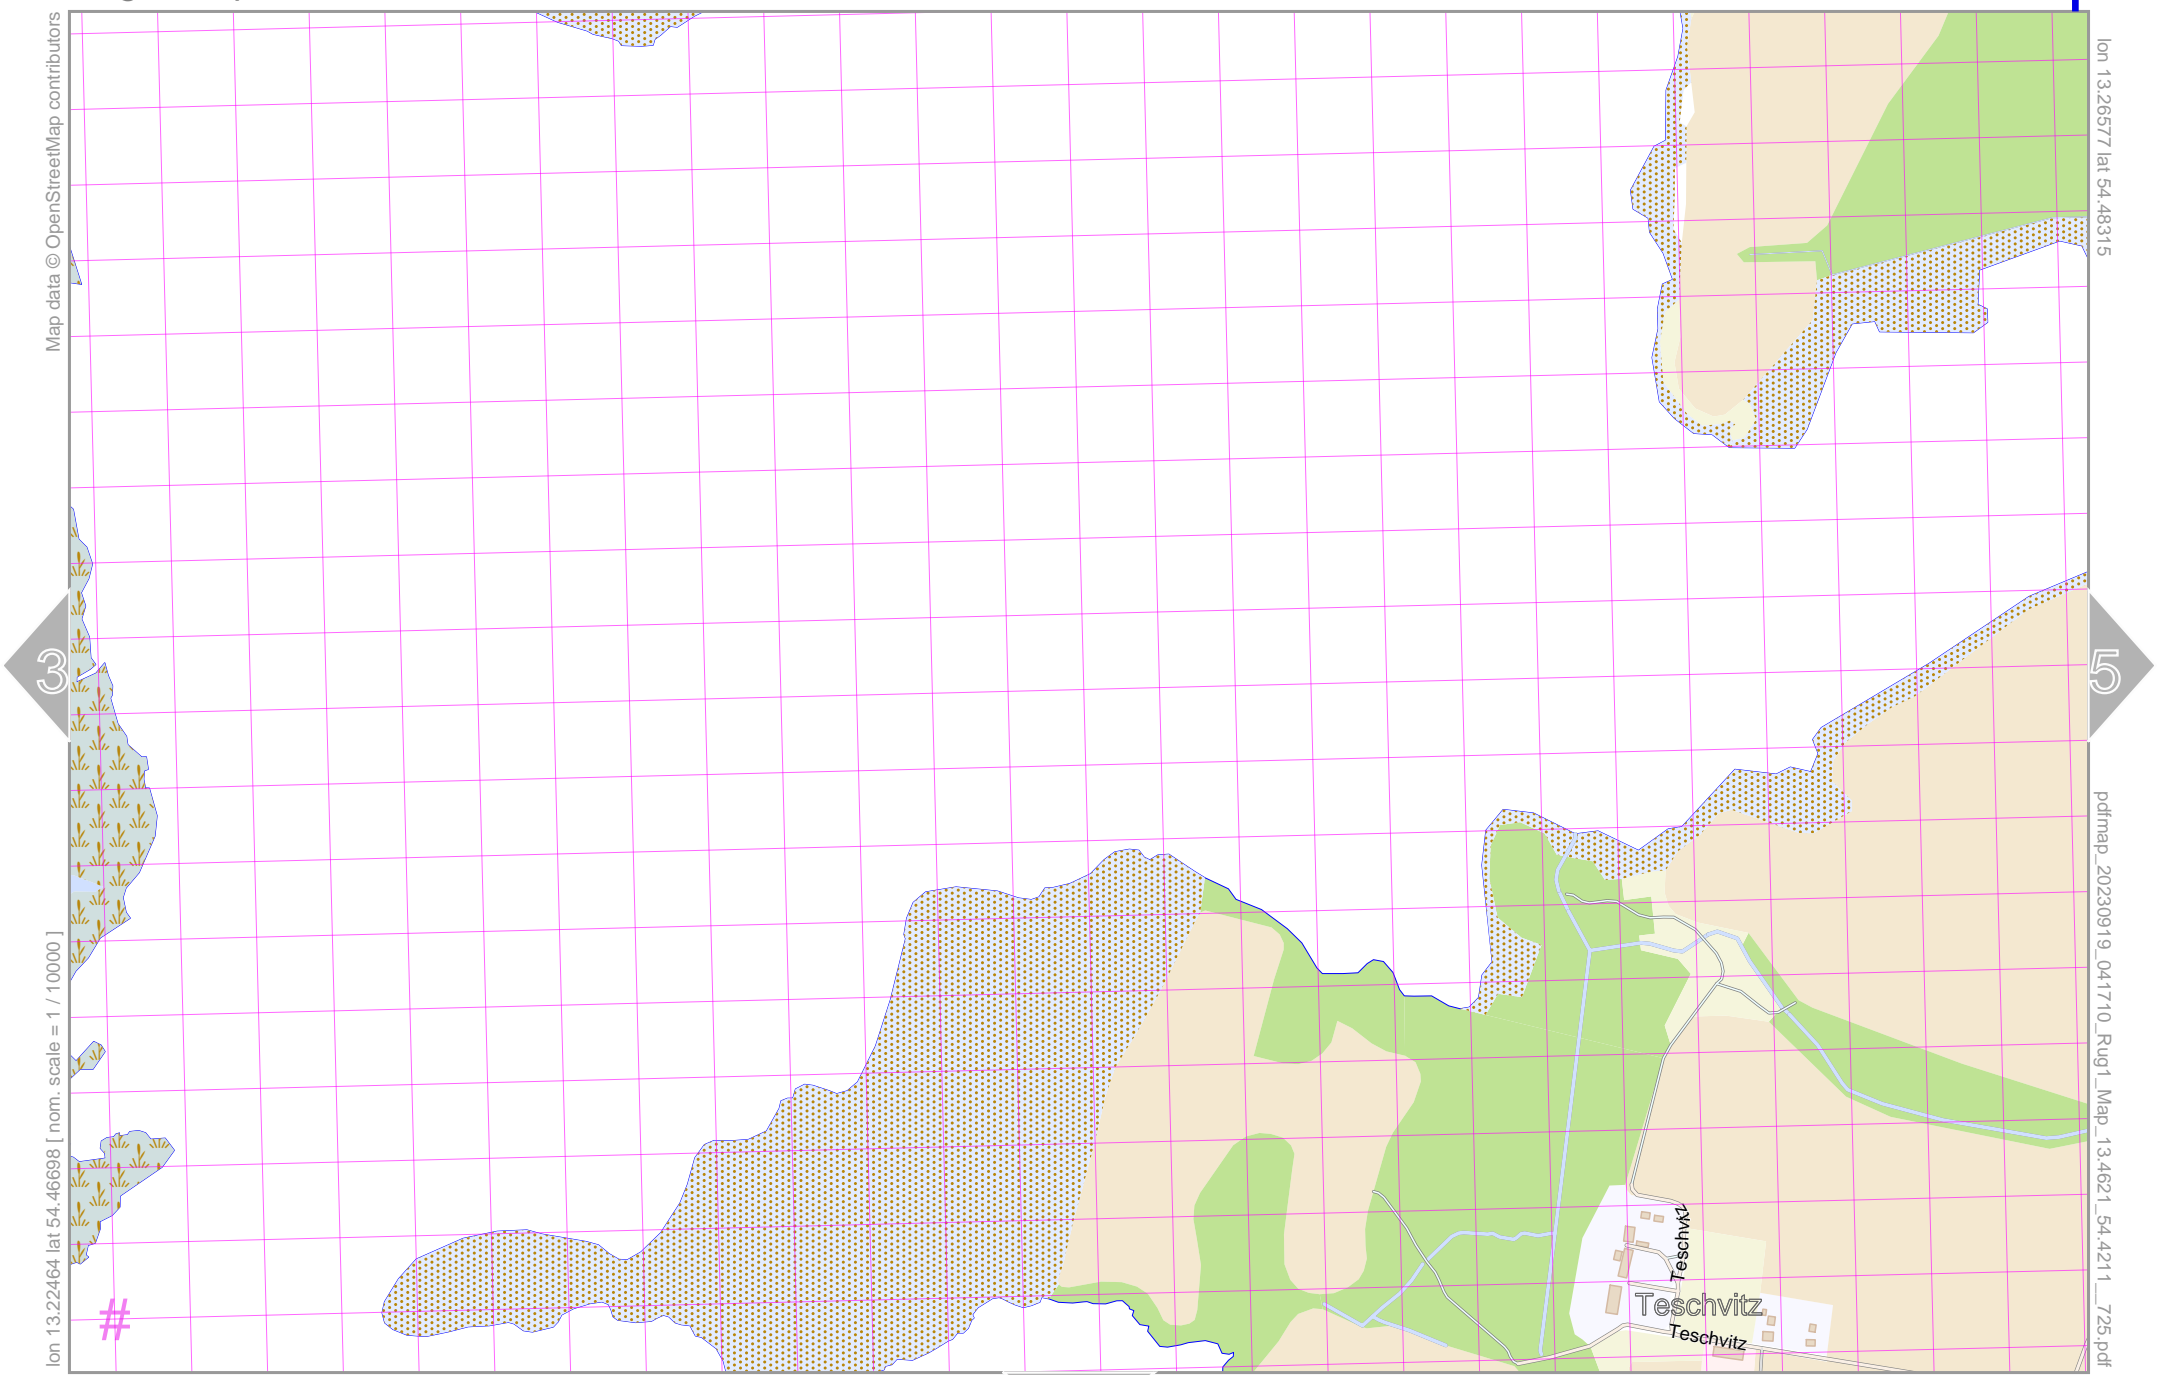 Map data © OpenStreetMap contributors
lon 13.26577 lat 54.48315
3
5
lon 13.22464 lat 54.46698 [ nom. scale = 1 / 10000 ]
pdfmap_20230919_041710_Rug1_Map_13.4621_54.4211__725.pdf
#
Teschvitz
Teschvitz
Teschvitz